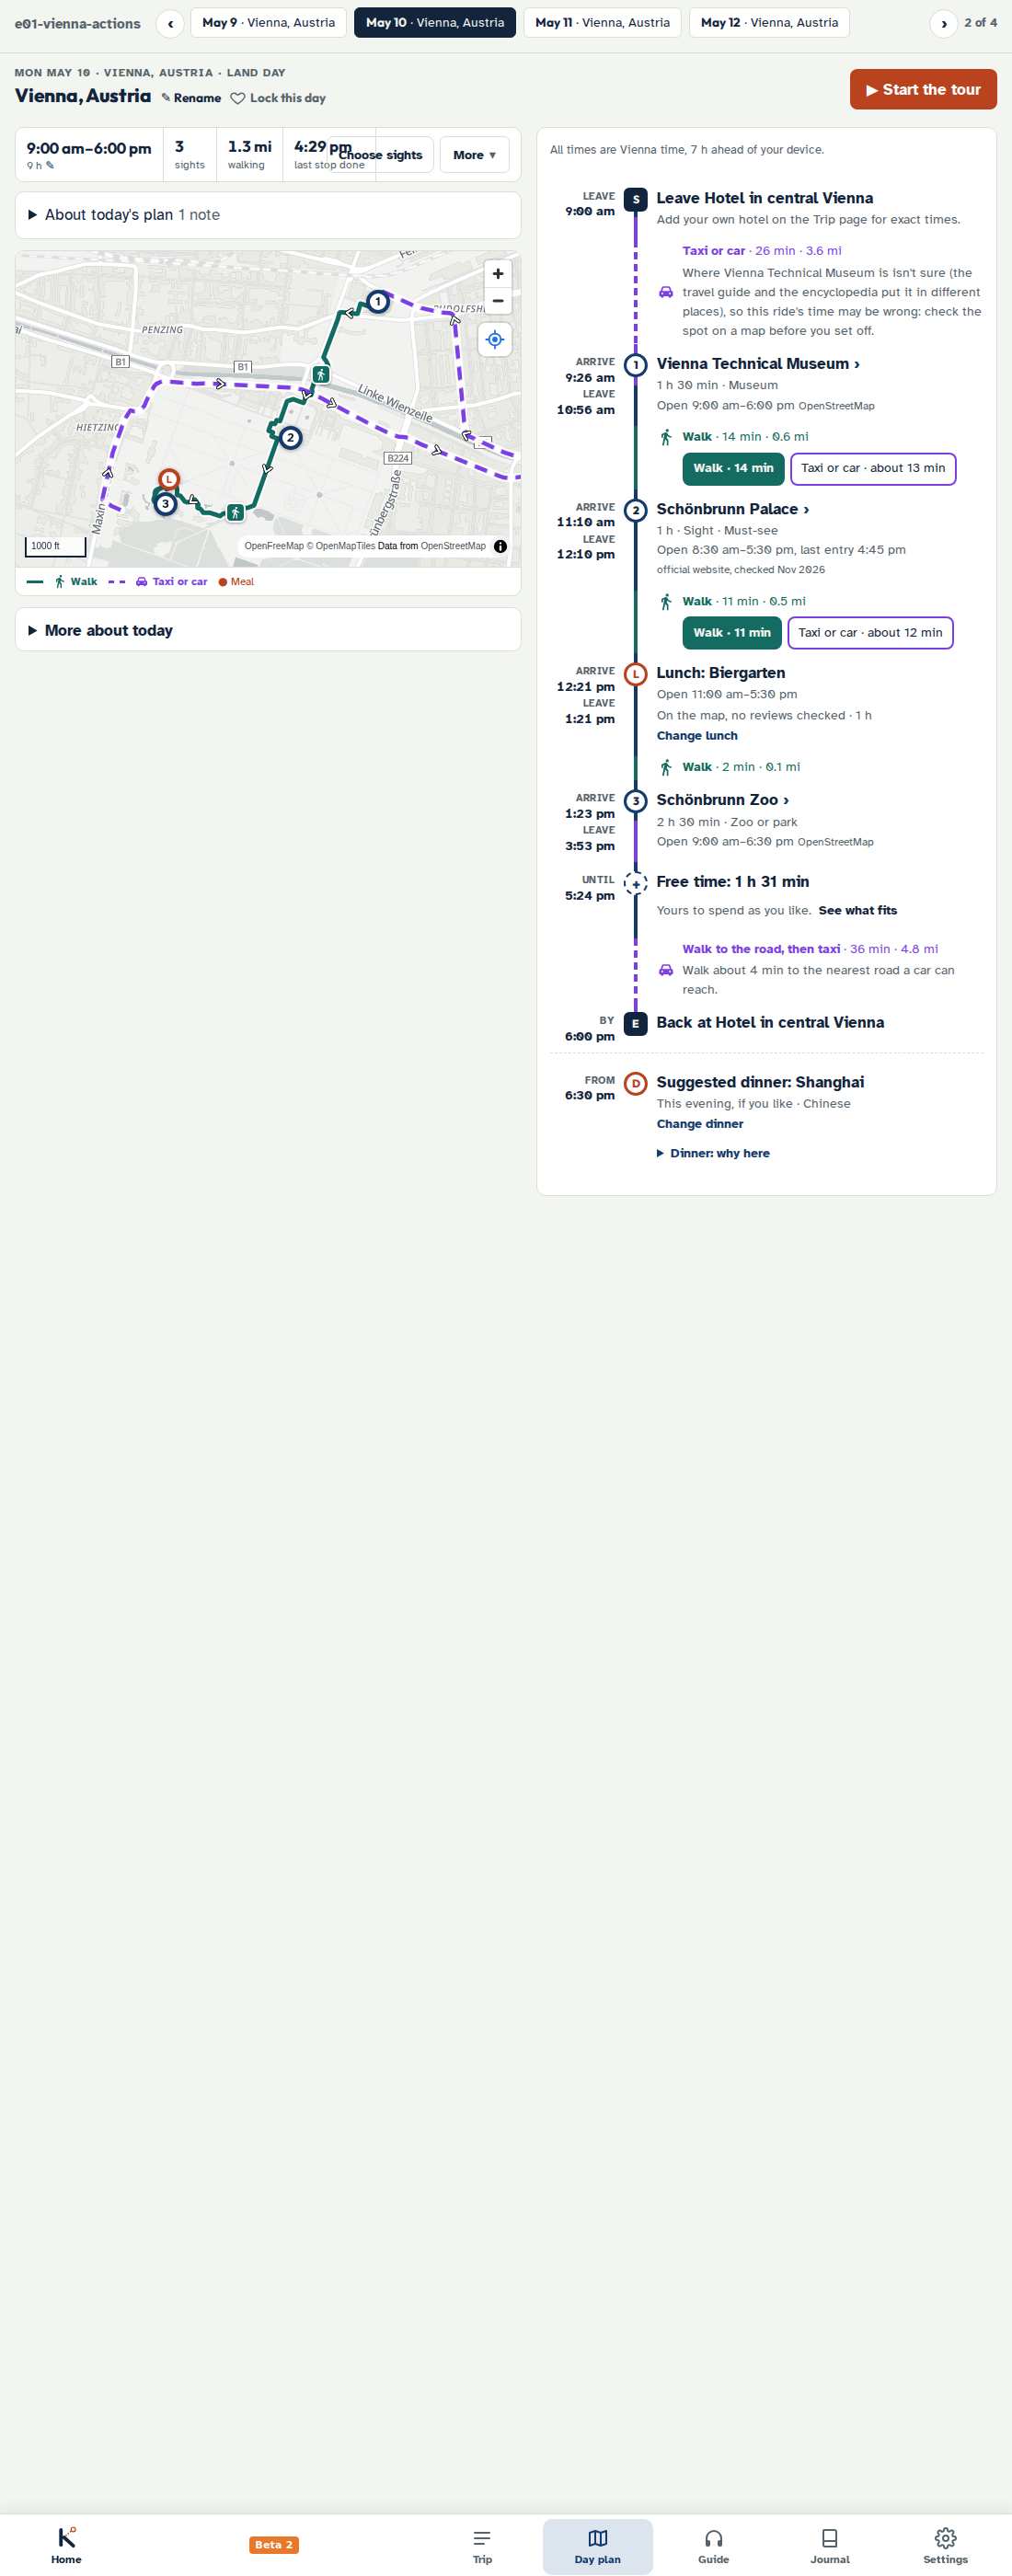 e01-vienna-actions
‹
May 9 · Vienna, Austria
May 10 · Vienna, Austria
May 11 · Vienna, Austria
May 12 · Vienna, Austria
›
2 of 4
MON MAY 10 · VIENNA, AUSTRIA · LAND DAY
Vienna, Austria
✎ Rename
Lock this day
▶ Start the tour
9:00 am–6:00 pm
9 h ✎
3
sights
1.3 mi
walking
4:29 pm
last stop done
Choose sights
More ▼
▶ About today's plan 1 note
PENZING
B1
B1
HIETZING
Linke Wienzeile
B224
1
2
3
L
+
−
1000 ft
OpenFreeMap © OpenMapTiles Data from OpenStreetMap
Walk
Taxi or car
Meal
▶ More about today
All times are Vienna time, 7 h ahead of your device.
LEAVE
9:00 am
S
Leave Hotel in central Vienna
Add your own hotel on the Trip page for exact times.
Taxi or car · 26 min · 3.6 mi
Where Vienna Technical Museum is isn't sure (the
travel guide and the encyclopedia put it in different
places), so this ride's time may be wrong: check the
spot on a map before you set off.
ARRIVE
9:26 am
LEAVE
10:56 am
1
Vienna Technical Museum ›
1 h 30 min · Museum
Open 9:00 am–6:00 pm OpenStreetMap
Walk · 14 min · 0.6 mi
Walk · 14 min
Taxi or car · about 13 min
ARRIVE
11:10 am
LEAVE
12:10 pm
2
Schönbrunn Palace ›
1 h · Sight · Must-see
Open 8:30 am–5:30 pm, last entry 4:45 pm
official website, checked Nov 2026
Walk · 11 min · 0.5 mi
Walk · 11 min
Taxi or car · about 12 min
ARRIVE
12:21 pm
LEAVE
1:21 pm
L
Lunch: Biergarten
Open 11:00 am–5:30 pm
On the map, no reviews checked · 1 h
Change lunch
Walk · 2 min · 0.1 mi
ARRIVE
1:23 pm
LEAVE
3:53 pm
3
Schönbrunn Zoo ›
2 h 30 min · Zoo or park
Open 9:00 am–6:30 pm OpenStreetMap
UNTIL
5:24 pm
+
Free time: 1 h 31 min
Yours to spend as you like. See what fits
Walk to the road, then taxi · 36 min · 4.8 mi
Walk about 4 min to the nearest road a car can
reach.
BY
6:00 pm
E
Back at Hotel in central Vienna
FROM
6:30 pm
D
Suggested dinner: Shanghai
This evening, if you like · Chinese
Change dinner
▶ Dinner: why here
Home
Beta 2
Trip
Day plan
Guide
Journal
Settings